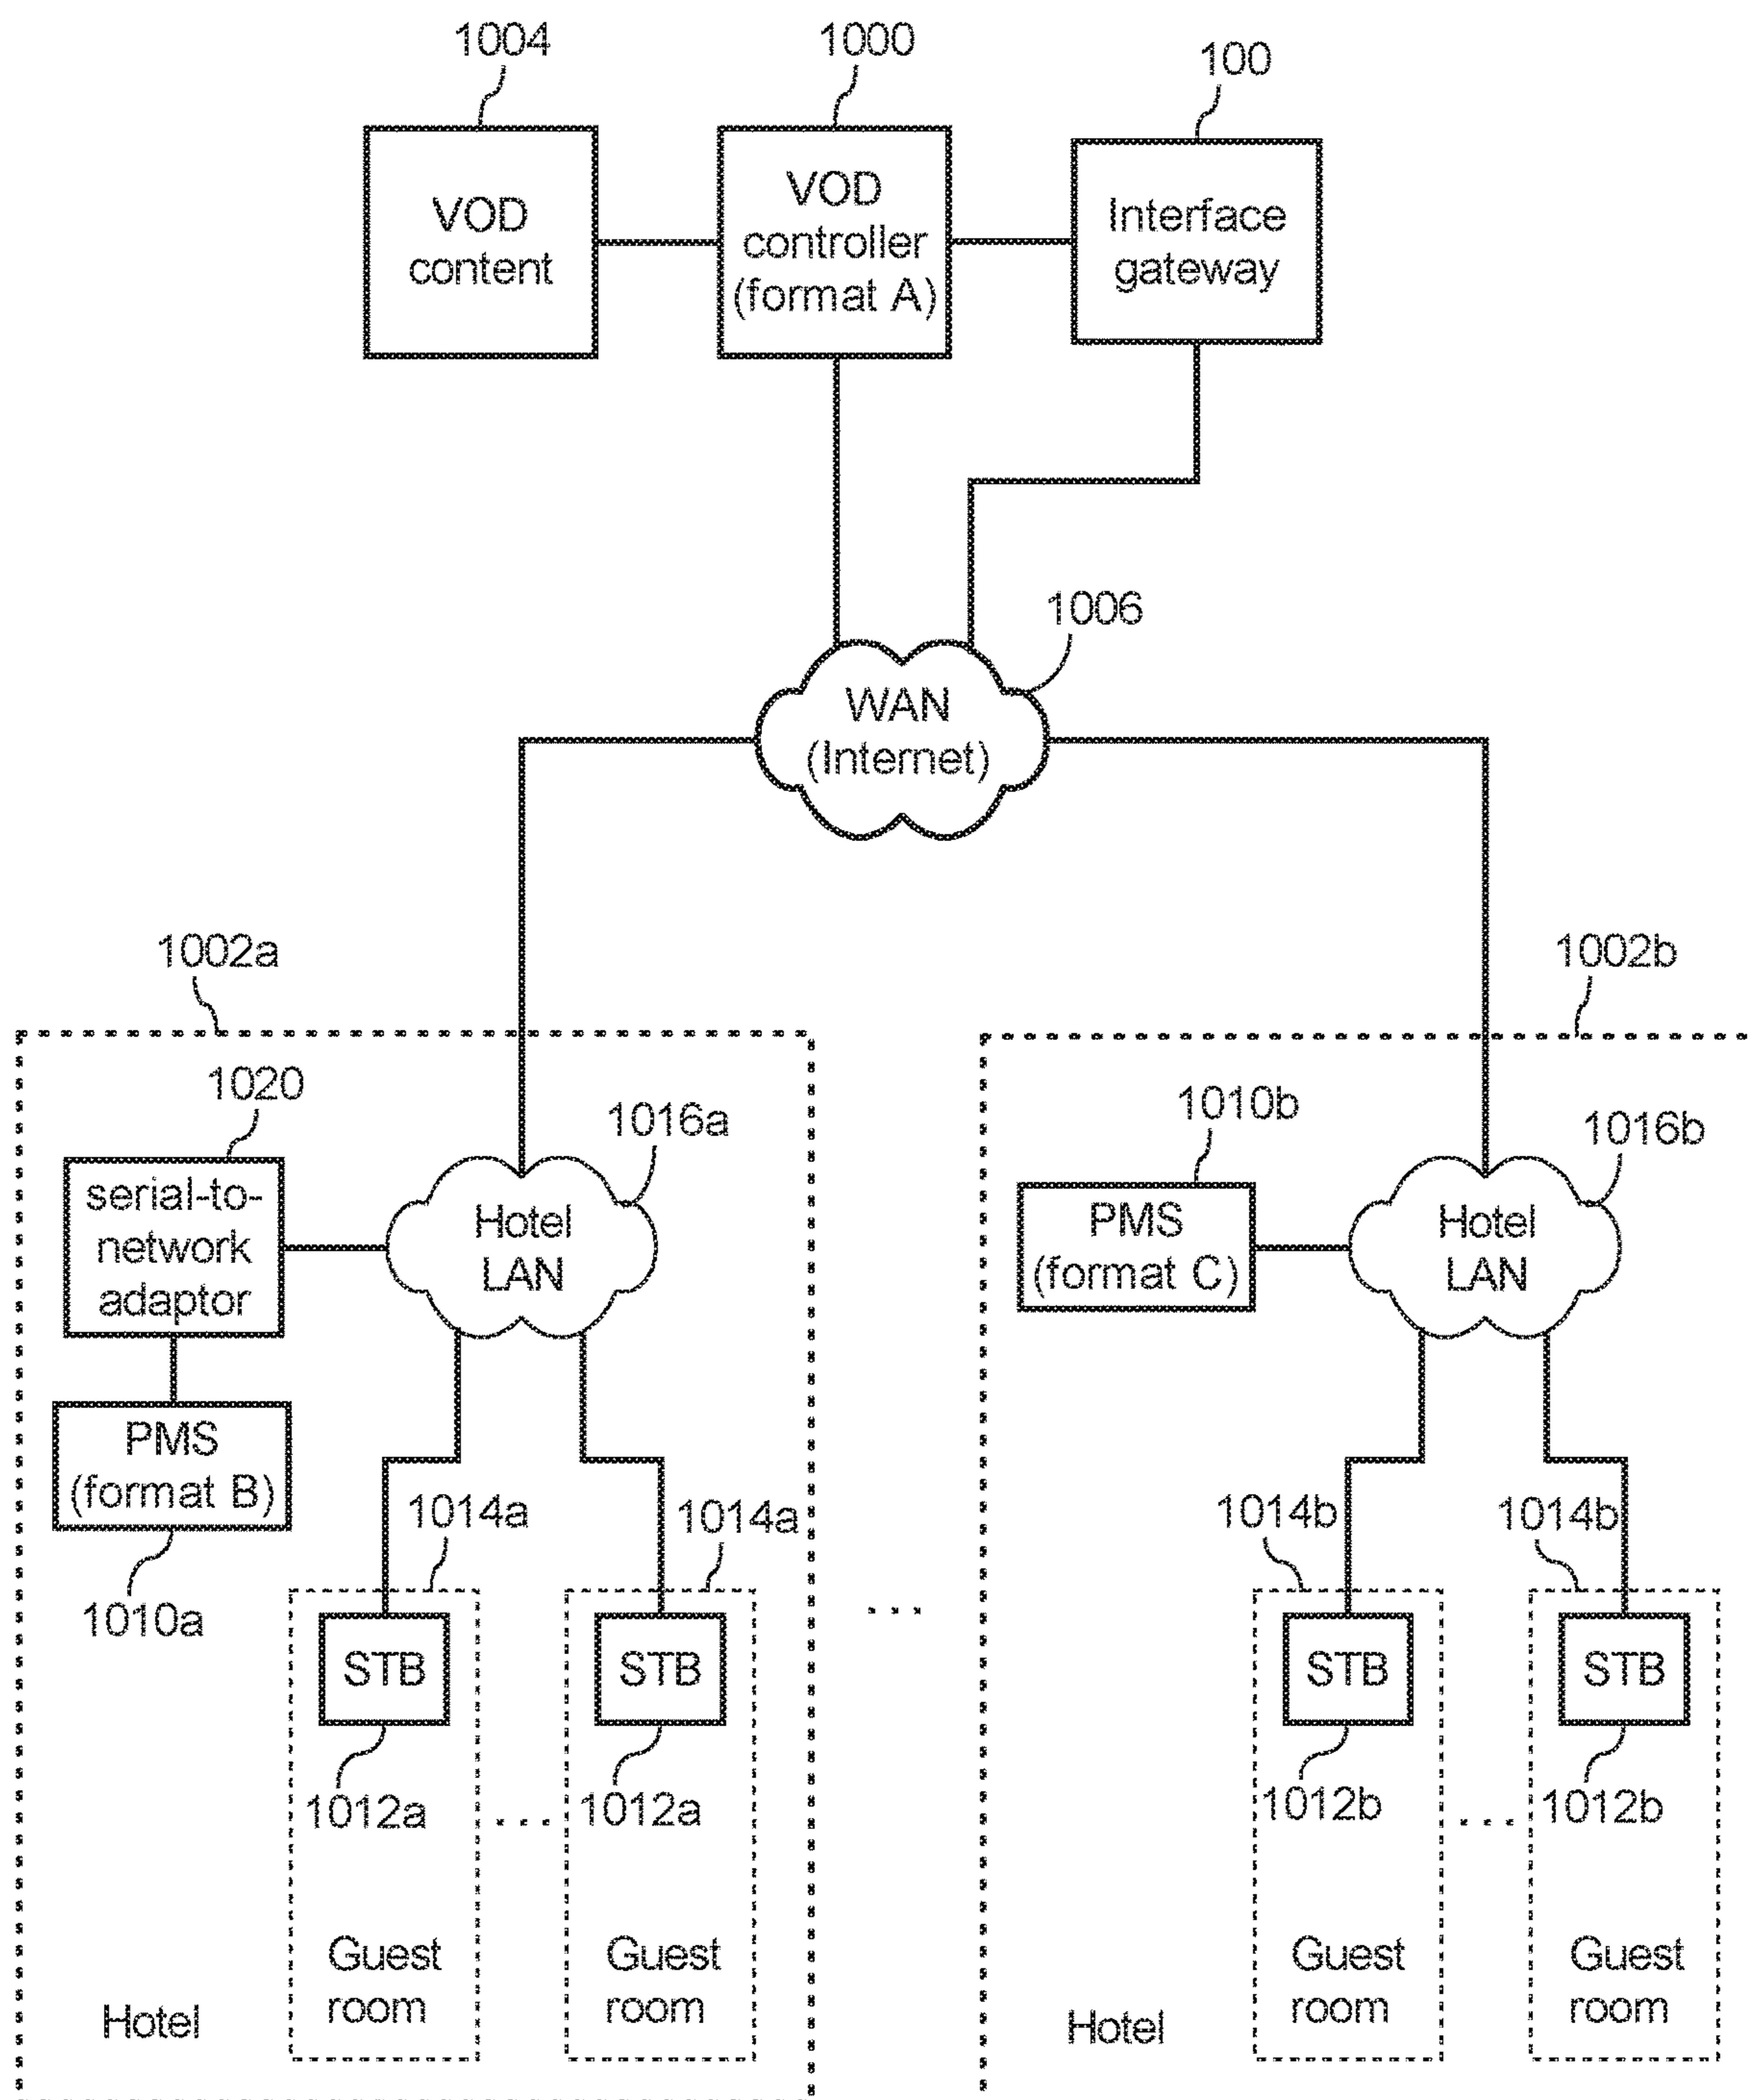 1004
1000
100
VOD
content
VOD
controller
(format A)
Interface
gateway
1006
WAN
(Internet)
1002a
1002b
1020
1016a
1010b
1016b
serial-to-
network
adaptor
Hotel
LAN
PMS
(format C)
Hotel
LAN
PMS
(format B)
1010a
1014a
1014a
1014b
1014b
...
STB
STB
STB
STB
1012a
...
1012a
1012b
...
1012b
Guest
room
Guest
room
Guest
room
Guest
room
Hotel
Hotel